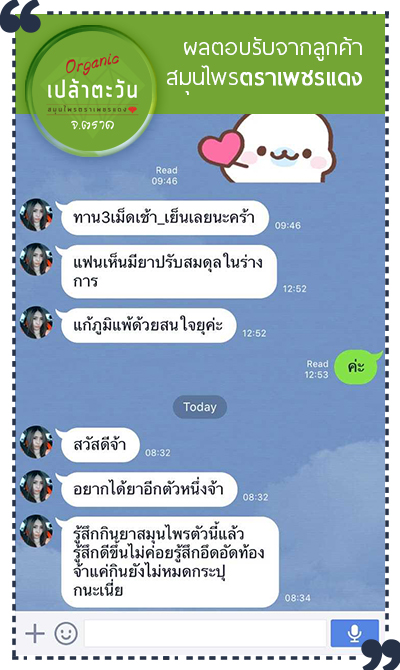 ผลตอบรับจากลูกค้า
สมุนไพรตราเพชรแดง
Organic
เปล้าตะวัน
สมุนไพรตราเพชรแดง
จ.ตราด
Read
09:46
ทาน3เม็ดเช้า_เย็นเลยนะคร้า
09:46
แฟนเห็นมียาปรับสมดุลในร่าง
การ
12:52
แก้ภูมิแพ้ด้วยสนใจยุค่ะ
12:52
Read
12:53
ค่ะ
Today
สวัสดีจ้า
08:32
อยากได้ยาอีกตัวหนึ่งจ้า
08:32
รู้สึกกินยาสมุนไพรตัวนี้แล้ว
รู้สึกดีขึ้นไม่ค่อยรู้สึกอึดอัดท้อง
จ้าแค่กินยังไม่หมดกระปุ
กนะเนี่ย
08:34